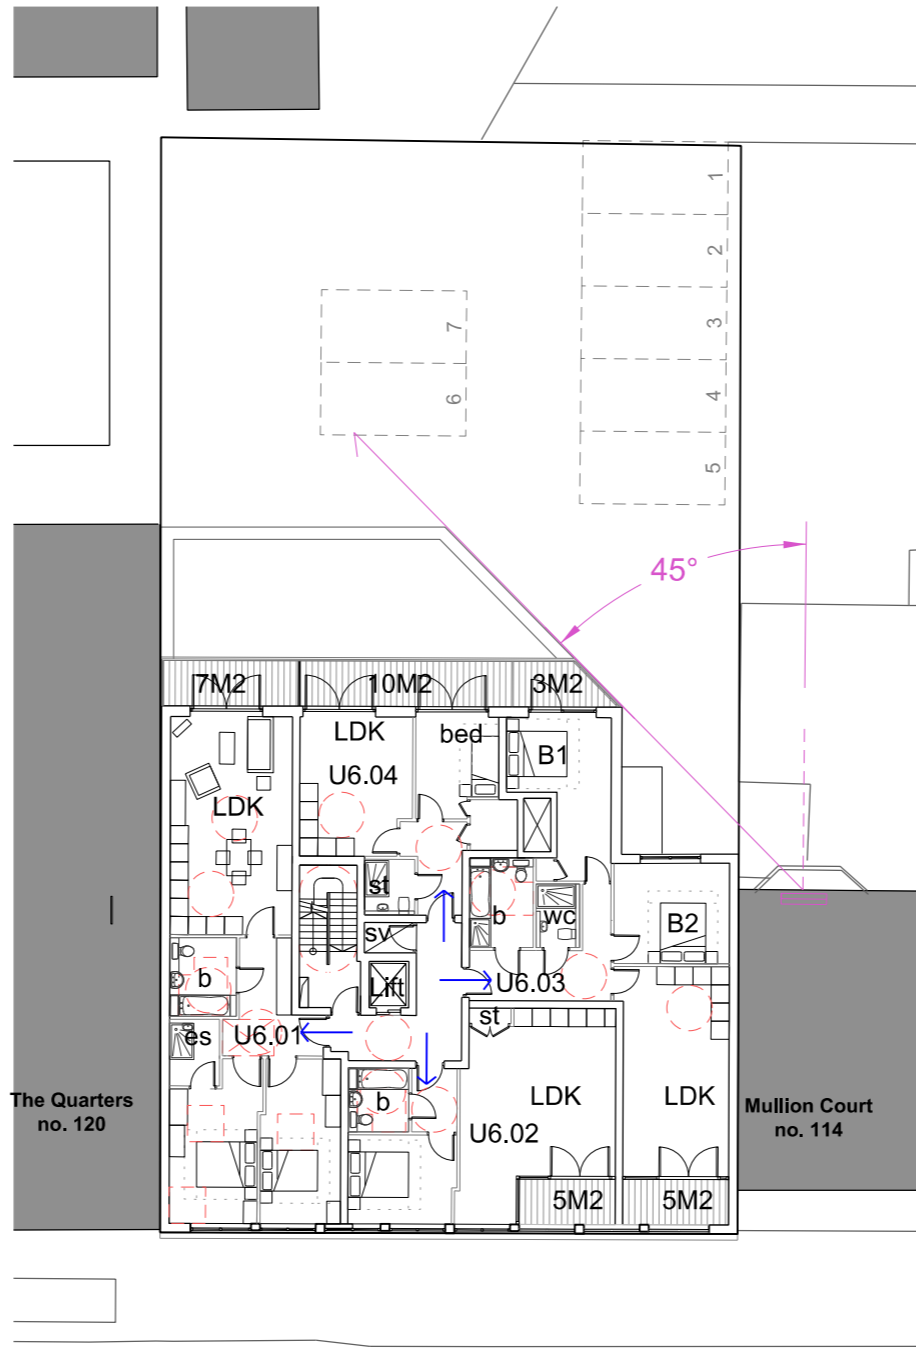 1
2
3
4
5
7
6
45°
7M2
10M2
3M2
LDK
bed
B1
U6.04
LDK
st
b
wc
B2
sv
Lift
U6.03
b
es
U6.01
st
b
LDK
LDK
U6.02
The Quarters
no. 120
Mullion Court
no. 114
5M2
5M2